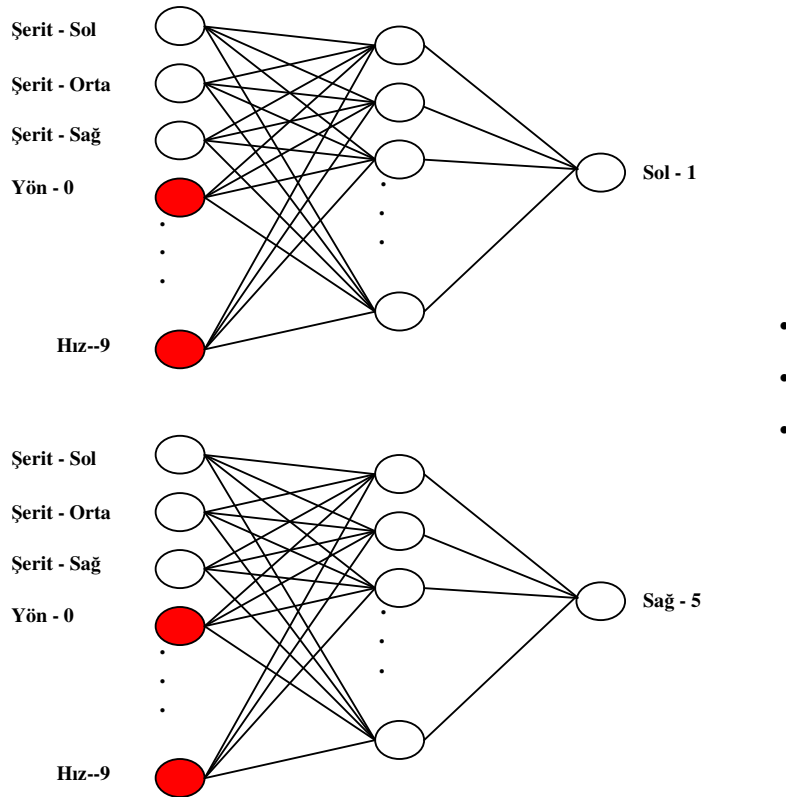 Şerit - Sol
Şerit - Orta
Şerit - Sağ
Yön - 0
Hız--9
Sol - 1
Şerit - Sol
Şerit - Orta
Şerit - Sağ
Yön - 0
Hız--9
Sağ - 5